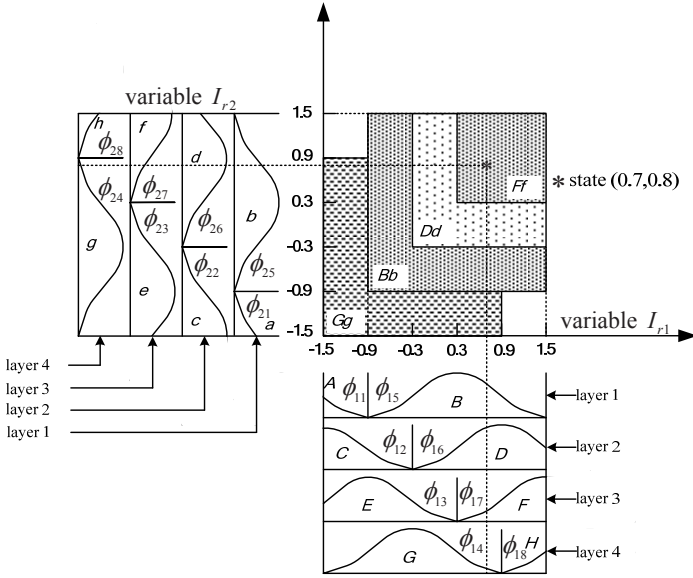 variable I_r2
h
f
d
b
g
e
c
a
ϕ28
ϕ24
ϕ27
ϕ23
ϕ26
ϕ22
ϕ25
ϕ21
layer 4
layer 3
layer 2
layer 1
1.5
0.9
0.3
-0.3
-0.9
-1.5
Ff
Dd
Bb
Gg
* state (0.7,0.8)
variable I_r1
-1.5 -0.9 -0.3 0.3 0.9 1.5
A ϕ11 ϕ15 B layer 1
C ϕ12 ϕ16 D layer 2
E ϕ13 ϕ17 F layer 3
G ϕ14 ϕ18 H layer 4